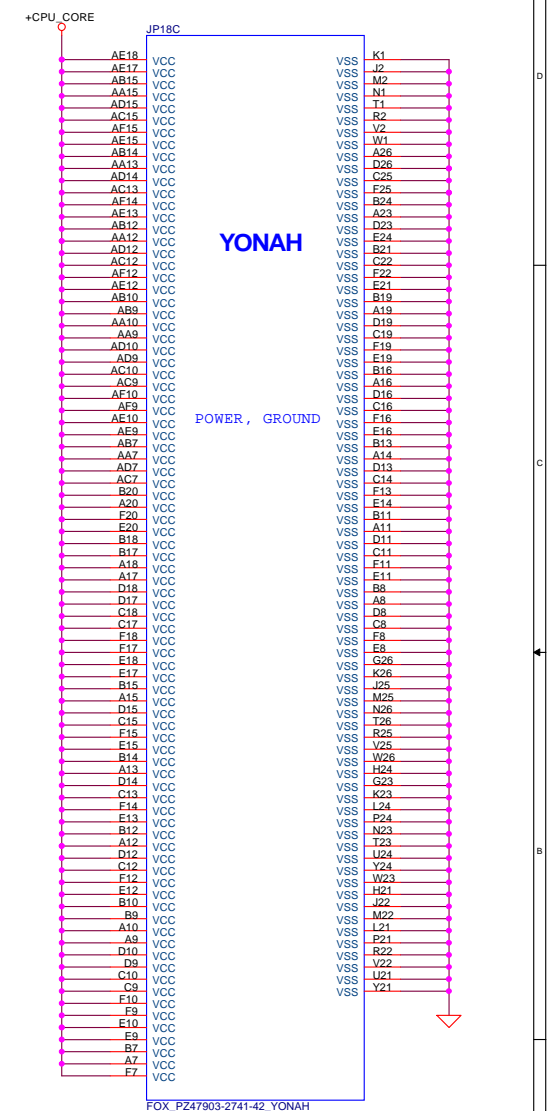 +CPU_CORE
JP18C
AE18 VCC VSS K1
AE17 VCC VSS J2
AB15 VCC VSS M2
AA15 VCC VSS N1
AD15 VCC VSS T1
AC15 VCC VSS R2
AF15 VCC VSS V2
AE15 VCC VSS W1
AB14 VCC VSS A26
AA13 VCC VSS D26
AD14 VCC VSS C25
AC13 VCC VSS F25
AF14 VCC VSS B24
AE13 VCC VSS A23
AB12 VCC VSS D23
AA12 VCC VSS E24
YONAH
AD12 VCC VSS B21
AC12 VCC VSS C22
AF12 VCC VSS F22
AE12 VCC VSS E21
AB10 VCC VSS B19
AB9 VCC VSS A19
AA10 VCC VSS D19
AA9 VCC VSS C19
AD10 VCC VSS F19
AD9 VCC VSS E19
AC10 VCC VSS B16
AC9 VCC VSS A16
AF10 VCC VSS D16
AF9 VCC VSS C16
AE10 VCC VSS F16
POWER, GROUND
AE9 VCC VSS E16
AB7 VCC VSS B13
AA7 VCC VSS A14
AD7 VCC VSS D13
AC7 VCC VSS C14
B20 VCC VSS F13
A20 VCC VSS E14
F20 VCC VSS B11
E20 VCC VSS A11
B18 VCC VSS D11
B17 VCC VSS C11
A18 VCC VSS F11
A17 VCC VSS E11
D18 VCC VSS B8
D17 VCC VSS A8
C18 VCC VSS D8
C17 VCC VSS C8
F18 VCC VSS F8
F17 VCC VSS E8
E18 VCC VSS G26
E17 VCC VSS K26
B15 VCC VSS J25
A15 VCC VSS M25
D15 VCC VSS N26
C15 VCC VSS T26
F15 VCC VSS R25
E15 VCC VSS V25
B14 VCC VSS W26
A13 VCC VSS H24
D14 VCC VSS G23
C13 VCC VSS K23
F14 VCC VSS L24
E13 VCC VSS P24
B12 VCC VSS N23
A12 VCC VSS T23
D12 VCC VSS U24
C12 VCC VSS Y24
F12 VCC VSS W23
E12 VCC VSS H21
B10 VCC VSS J22
B9 VCC VSS M22
A10 VCC VSS L21
A9 VCC VSS P21
D10 VCC VSS R22
D9 VCC VSS V22
C10 VCC VSS U21
C9 VCC VSS Y21
F10 VCC
F9 VCC
E10 VCC
E9 VCC
B7 VCC
A7 VCC
F7 VCC
FOX_PZ47903-2741-42_YONAH
D
C
B